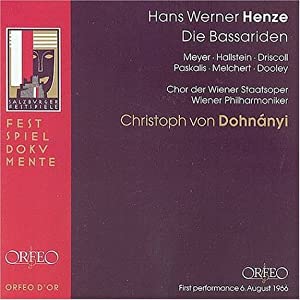 Hans Werner Henze
Die Bassariden
Meyer · Hallstein · Driscoll
Paskalis · Melchert · Dooley
Chor der Wiener Staatsoper
Wiener Philharmoniker
Christoph von Dohnányi
SALZBURGER
FESTSPIELE
FEST
SPIEL
DOKU
MENTE
ORFEO
ORFEO D'OR
ORFEO
First performance 6. August 1966